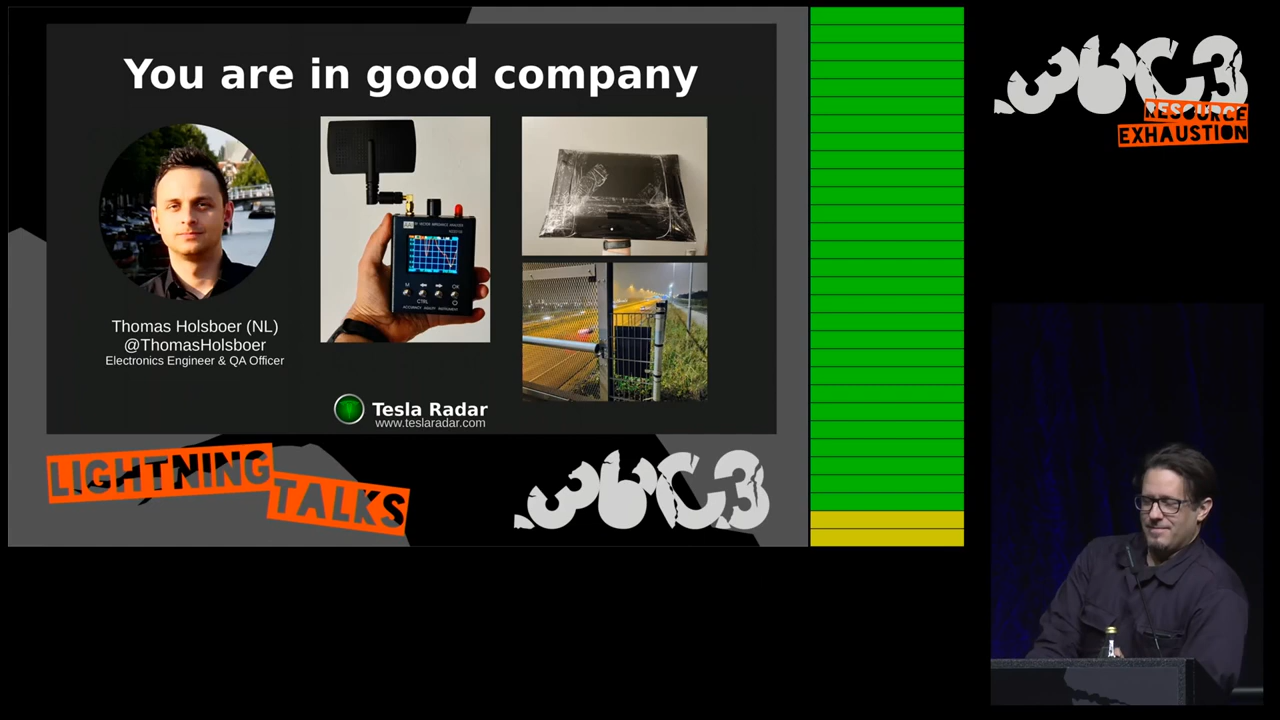 You are in good company
Thomas Holsboer (NL)
@ThomasHolsboer
Electronics Engineer & QA Officer
Tesla Radar
www.teslaradar.com
LIGHTNING
TALKS
36C3
36C3
RESOURCE
EXHAUSTION